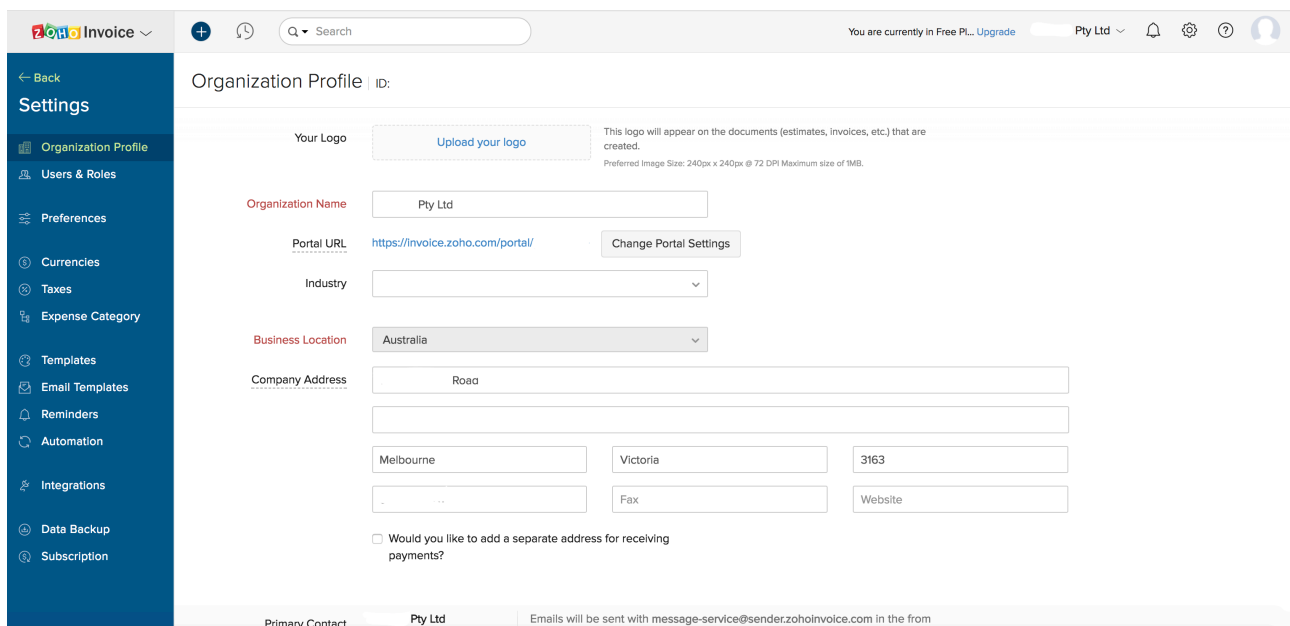 ZOHO Invoice
Search
You are currently in Free Pl... Upgrade
Pty Ltd
← Back
Settings
Organization Profile
Users & Roles
Preferences
Currencies
Taxes
Expense Category
Templates
Email Templates
Reminders
Automation
Integrations
Data Backup
Subscription
Organization Profile ID:
Your Logo
Upload your logo
This logo will appear on the documents (estimates, invoices, etc.) that are
created.
Preferred Image Size: 240px x 240px @ 72 DPI Maximum size of 1MB.
Organization Name
Pty Ltd
Portal URL
https://invoice.zoho.com/portal/
Change Portal Settings
Industry
Business Location
Australia
Company Address
Road
Melbourne
Victoria
3163
Fax
Website
Would you like to add a separate address for receiving
payments?
Primary Contact
Pty Ltd
Emails will be sent with message-service@sender.zohoinvoice.com in the from